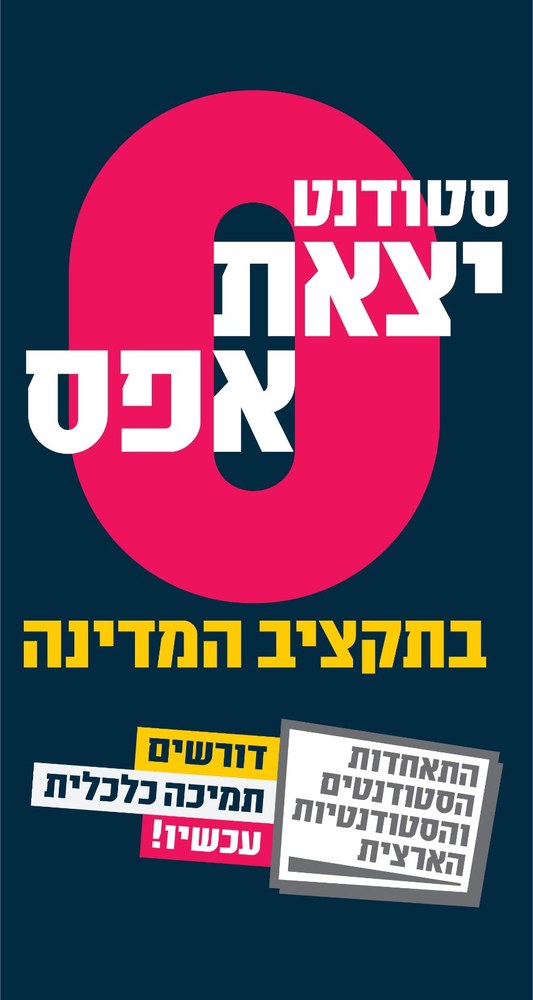 סטודנט
יצאת
אפס
בתקציב המדינה
דורשים
תמיכה כלכלית
עכשיו!
התאחדות
הסטודנטים
והסטודנטיות
הארצית